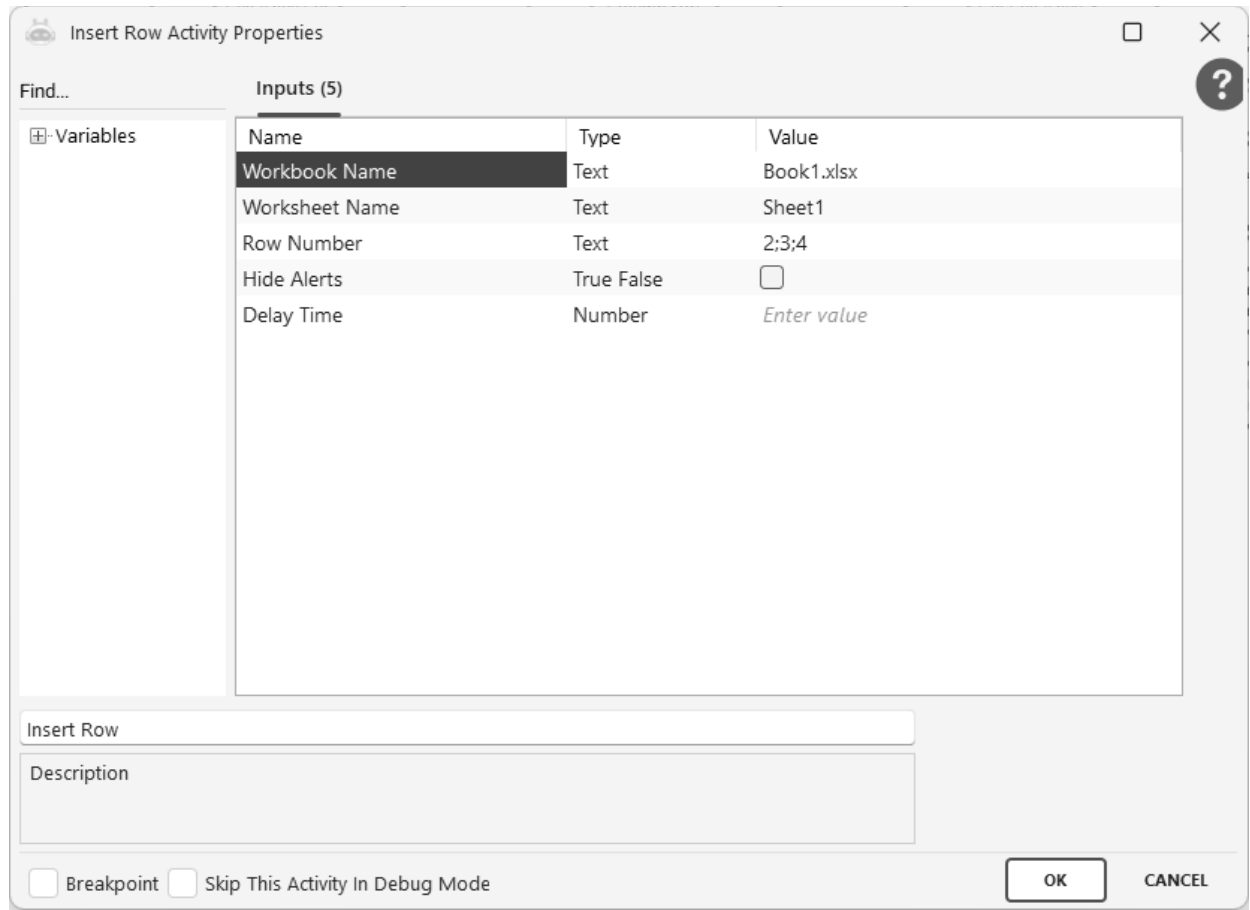 Insert Row Activity Properties
Find...
Inputs (5)
?
Variables
Name Type Value
Workbook Name Text Book1.xlsx
Worksheet Name Text Sheet1
Row Number Text 2;3;4
Hide Alerts True False
Delay Time Number Enter value
Insert Row
Description
Breakpoint Skip This Activity In Debug Mode OK CANCEL